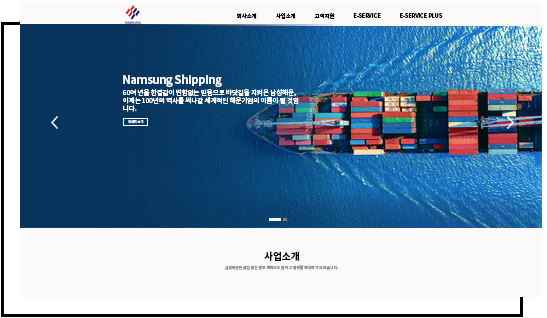 회사소개 사업소개 고객지원 E-SERVICE E-SERVICE PLUS
Namsung Shipping
60여 년을 한결같이 변함없는 믿음으로 바닷길을 지켜온 남성해운,
이제는 100년의 역사를 써나갈 세계적인 해운기업의 이름이 될 것입
니다.
사업소개